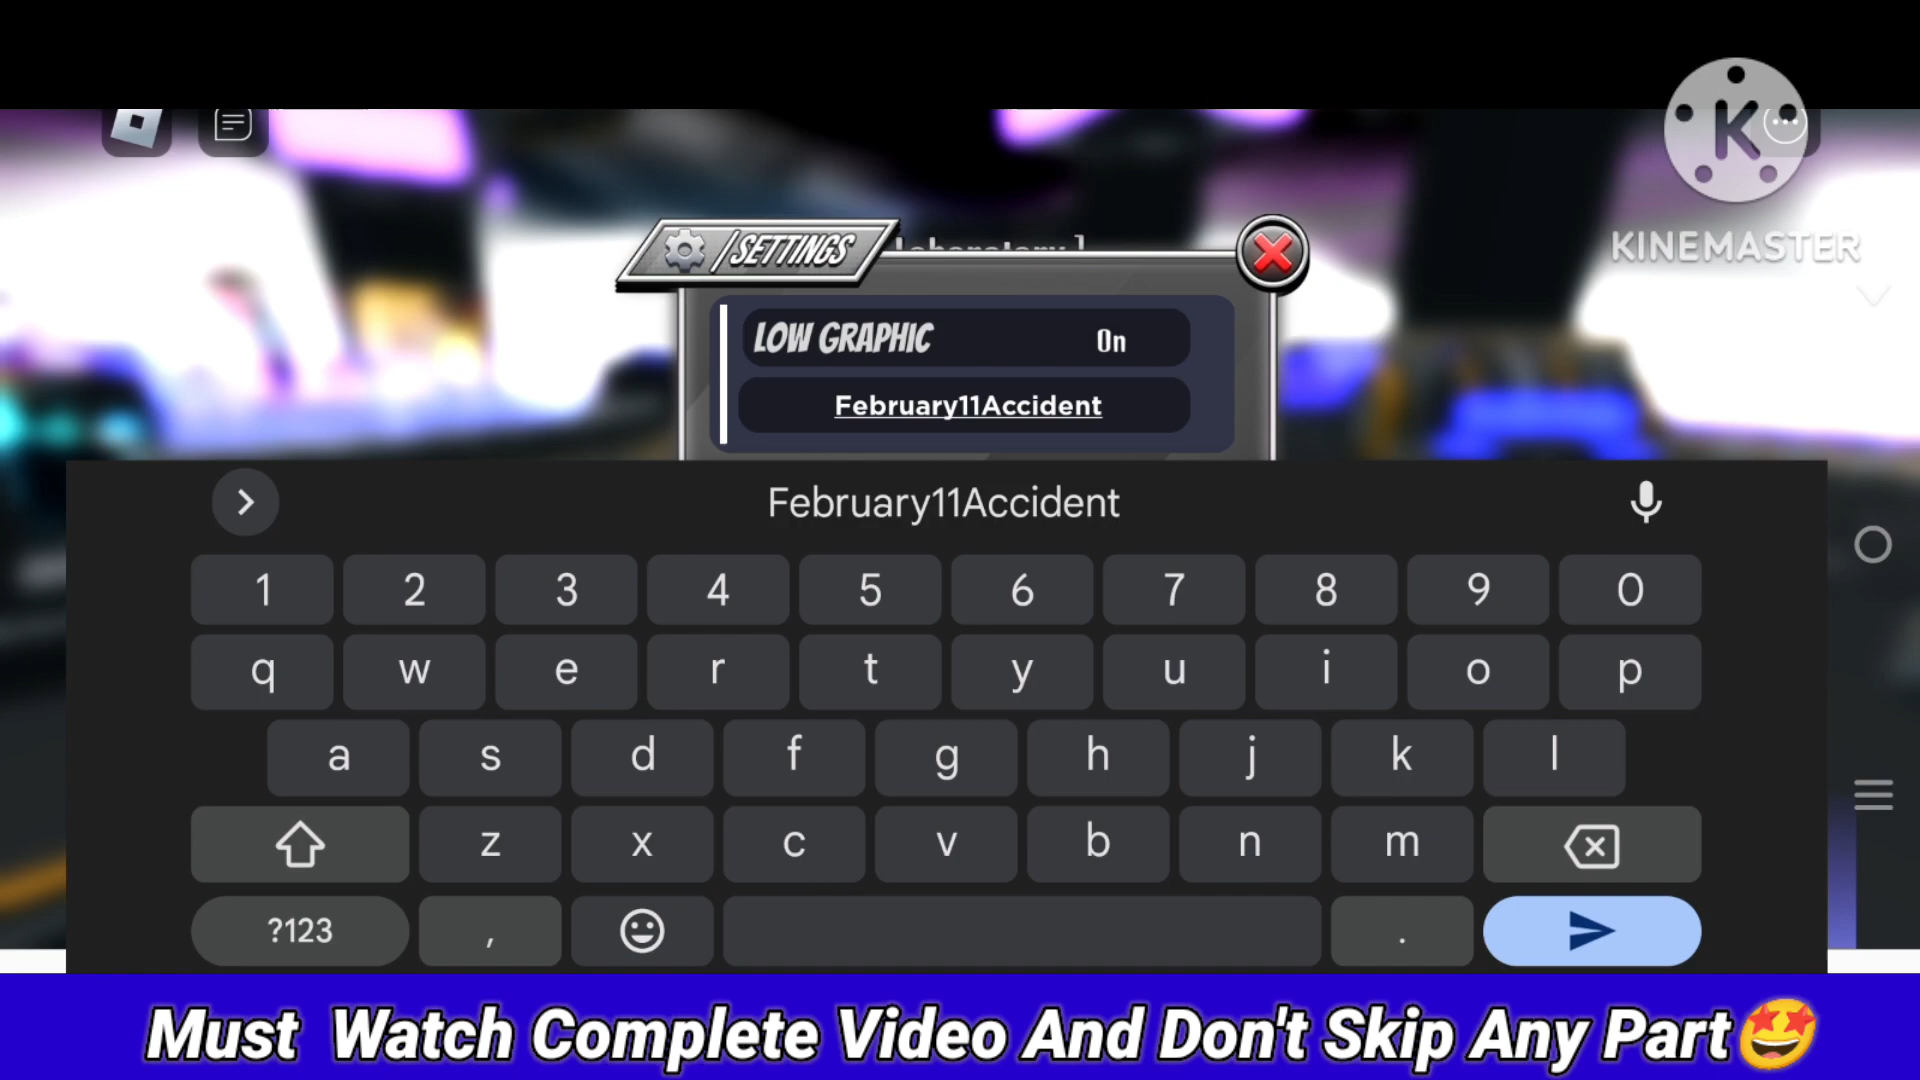 K
KINEMASTER
/SETTINGS
laboratory ]
LOW GRAPHIC On
February11Accident
February11Accident
1 2 3 4 5 6 7 8 9 0
q w e r t y u i o p
a s d f g h j k l
z x c v b n m
?123 , .
Must Watch Complete Video And Don't Skip Any Part🤩